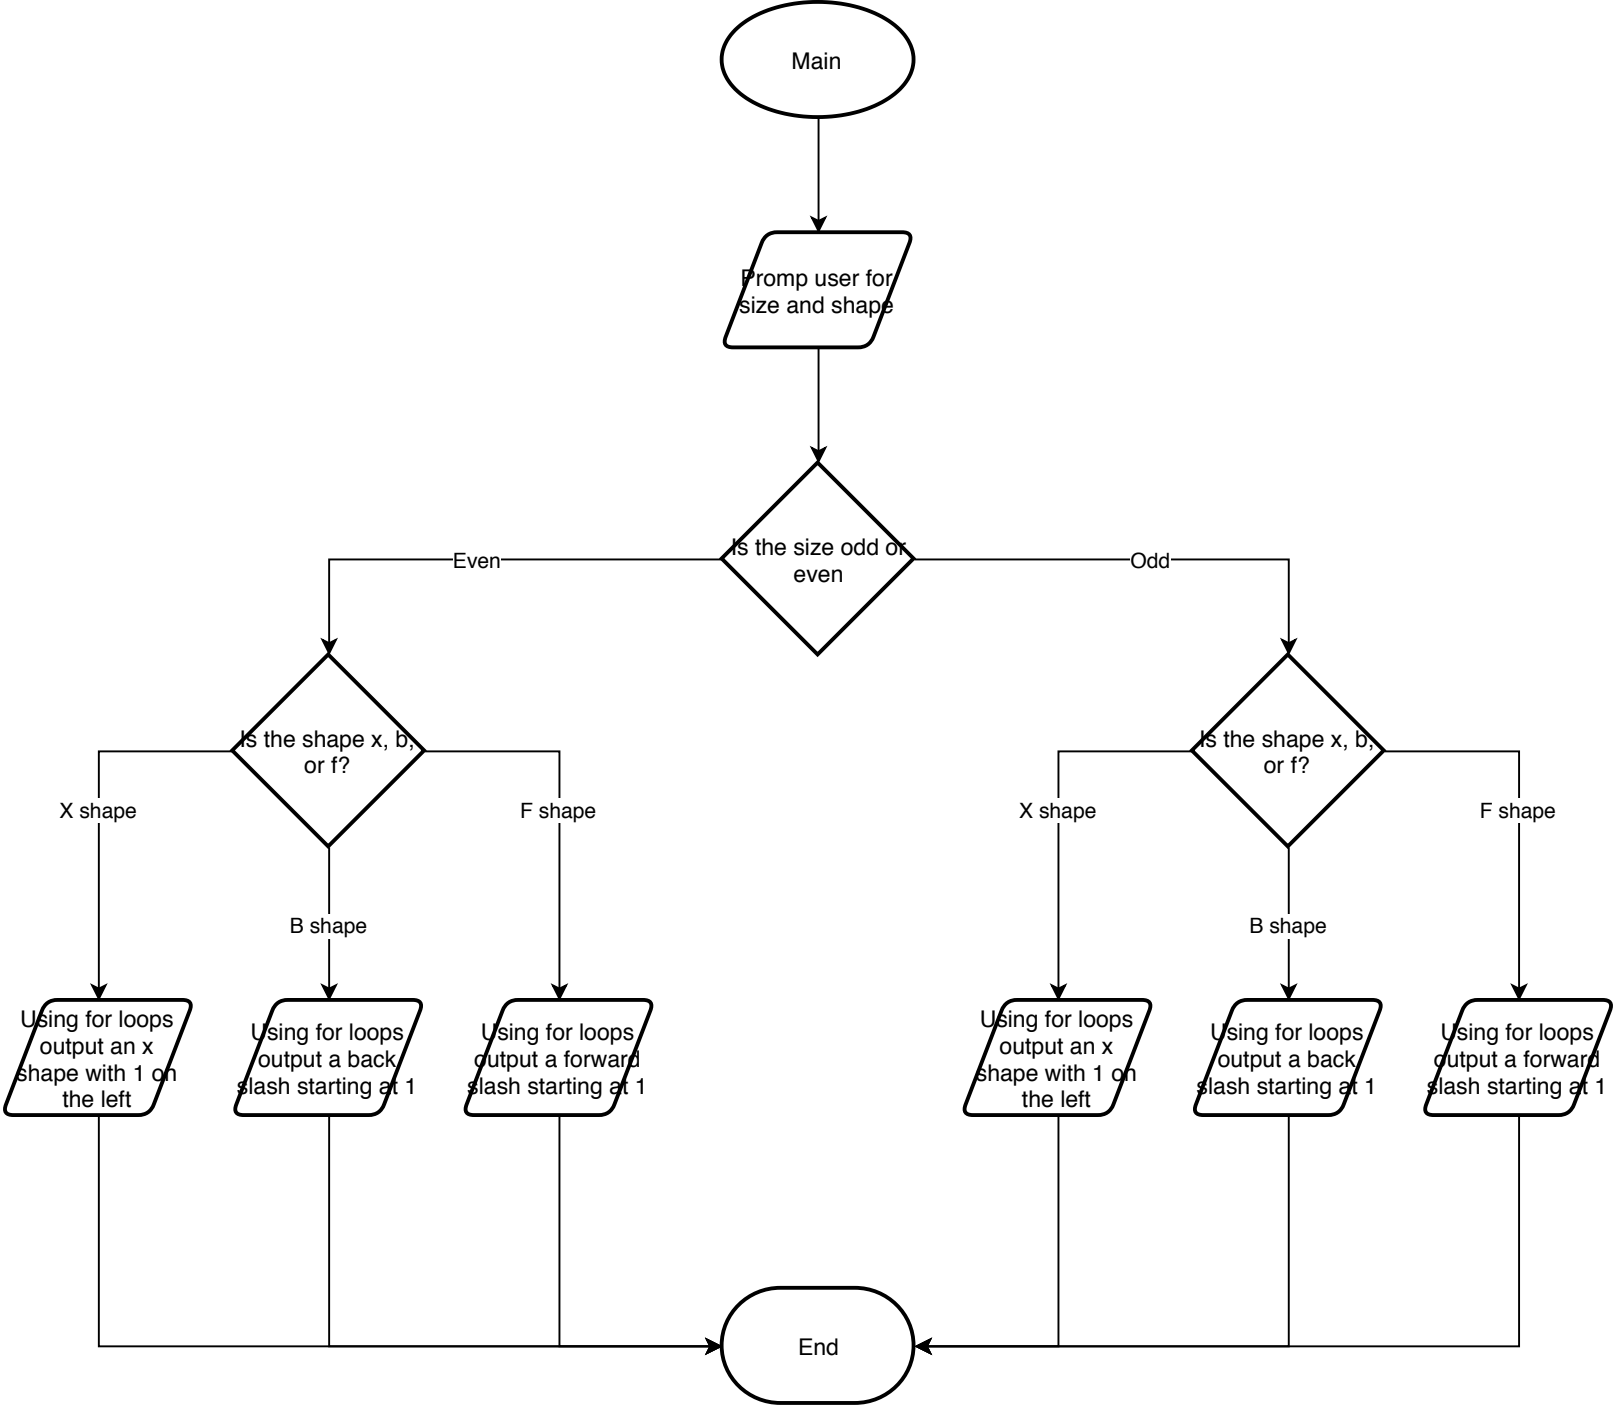 Main
Promp user for
size and shape
Is the size odd or
even
Even
Odd
Is the shape x, b,
or f?
Is the shape x, b,
or f?
X shape
F shape
X shape
F shape
B shape
B shape
Using for loops
output an x
shape with 1 on
the left
Using for loops
output a back
slash starting at 1
Using for loops
output a forward
slash starting at 1
Using for loops
output an x
shape with 1 on
the left
Using for loops
output a back
slash starting at 1
Using for loops
output a forward
slash starting at 1
End